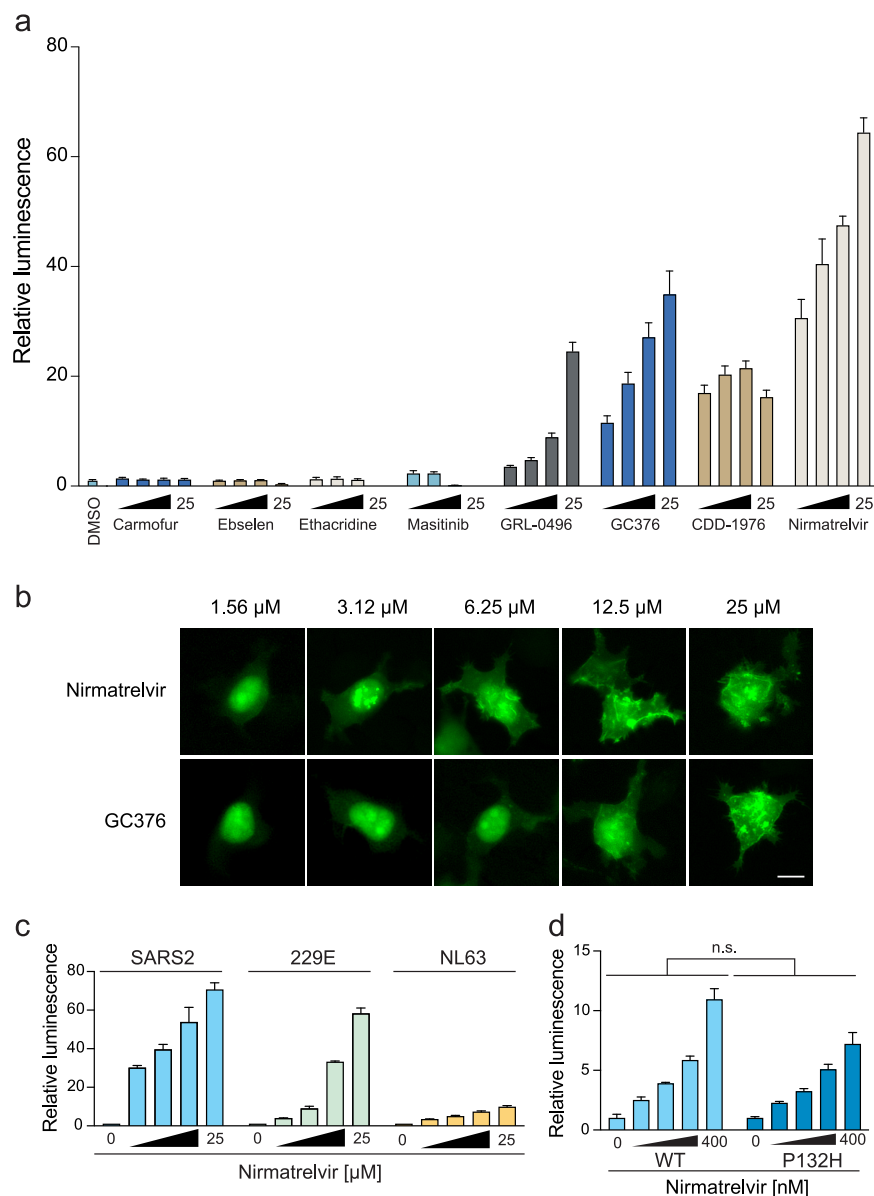 a
80
60
40
20
0
Relative luminescence
DMSO
25 25 25 25 25 25 25 25
Carmofur Ebselen Ethacridine Masitinib GRL-0496 GC376 CDD-1976 Nirmatrelvir
b
1.56 µM 3.12 µM 6.25 µM 12.5 µM 25 µM
Nirmatrelvir
GC376
c
SARS2 229E NL63
80
60
40
20
0
Relative luminescence
0 25 0 25 0 25
Nirmatrelvir [µM]
d
n.s.
15
10
5
0
Relative luminescence
0 400 0 400
WT P132H
Nirmatrelvir [nM]